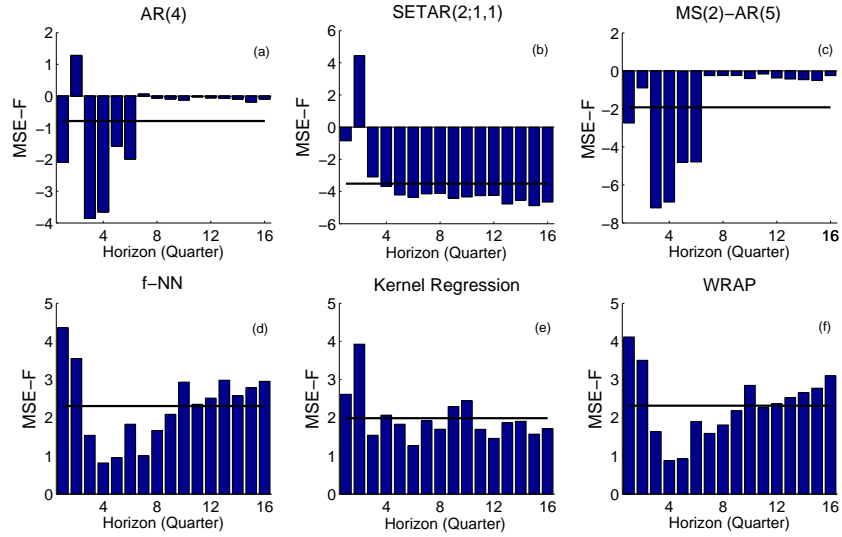 AR(4)
(a)
MSE−F
2
1
0
−1
−2
−3
−4
4
8
12
16
Horizon (Quarter)
SETAR(2;1,1)
(b)
MSE−F
6
4
2
0
−2
−4
−6
4
8
12
16
Horizon (Quarter)
MS(2)−AR(5)
(c)
MSE−F
2
0
−2
−4
−6
−8
4
8
12
16
Horizon (Quarter)
f−NN
(d)
MSE−F
5
4
3
2
1
0
4
8
12
16
Horizon (Quarter)
Kernel Regression
(e)
MSE−F
5
4
3
2
1
0
4
8
12
16
Horizon (Quarter)
WRAP
(f)
MSE−F
5
4
3
2
1
0
4
8
12
16
Horizon (Quarter)